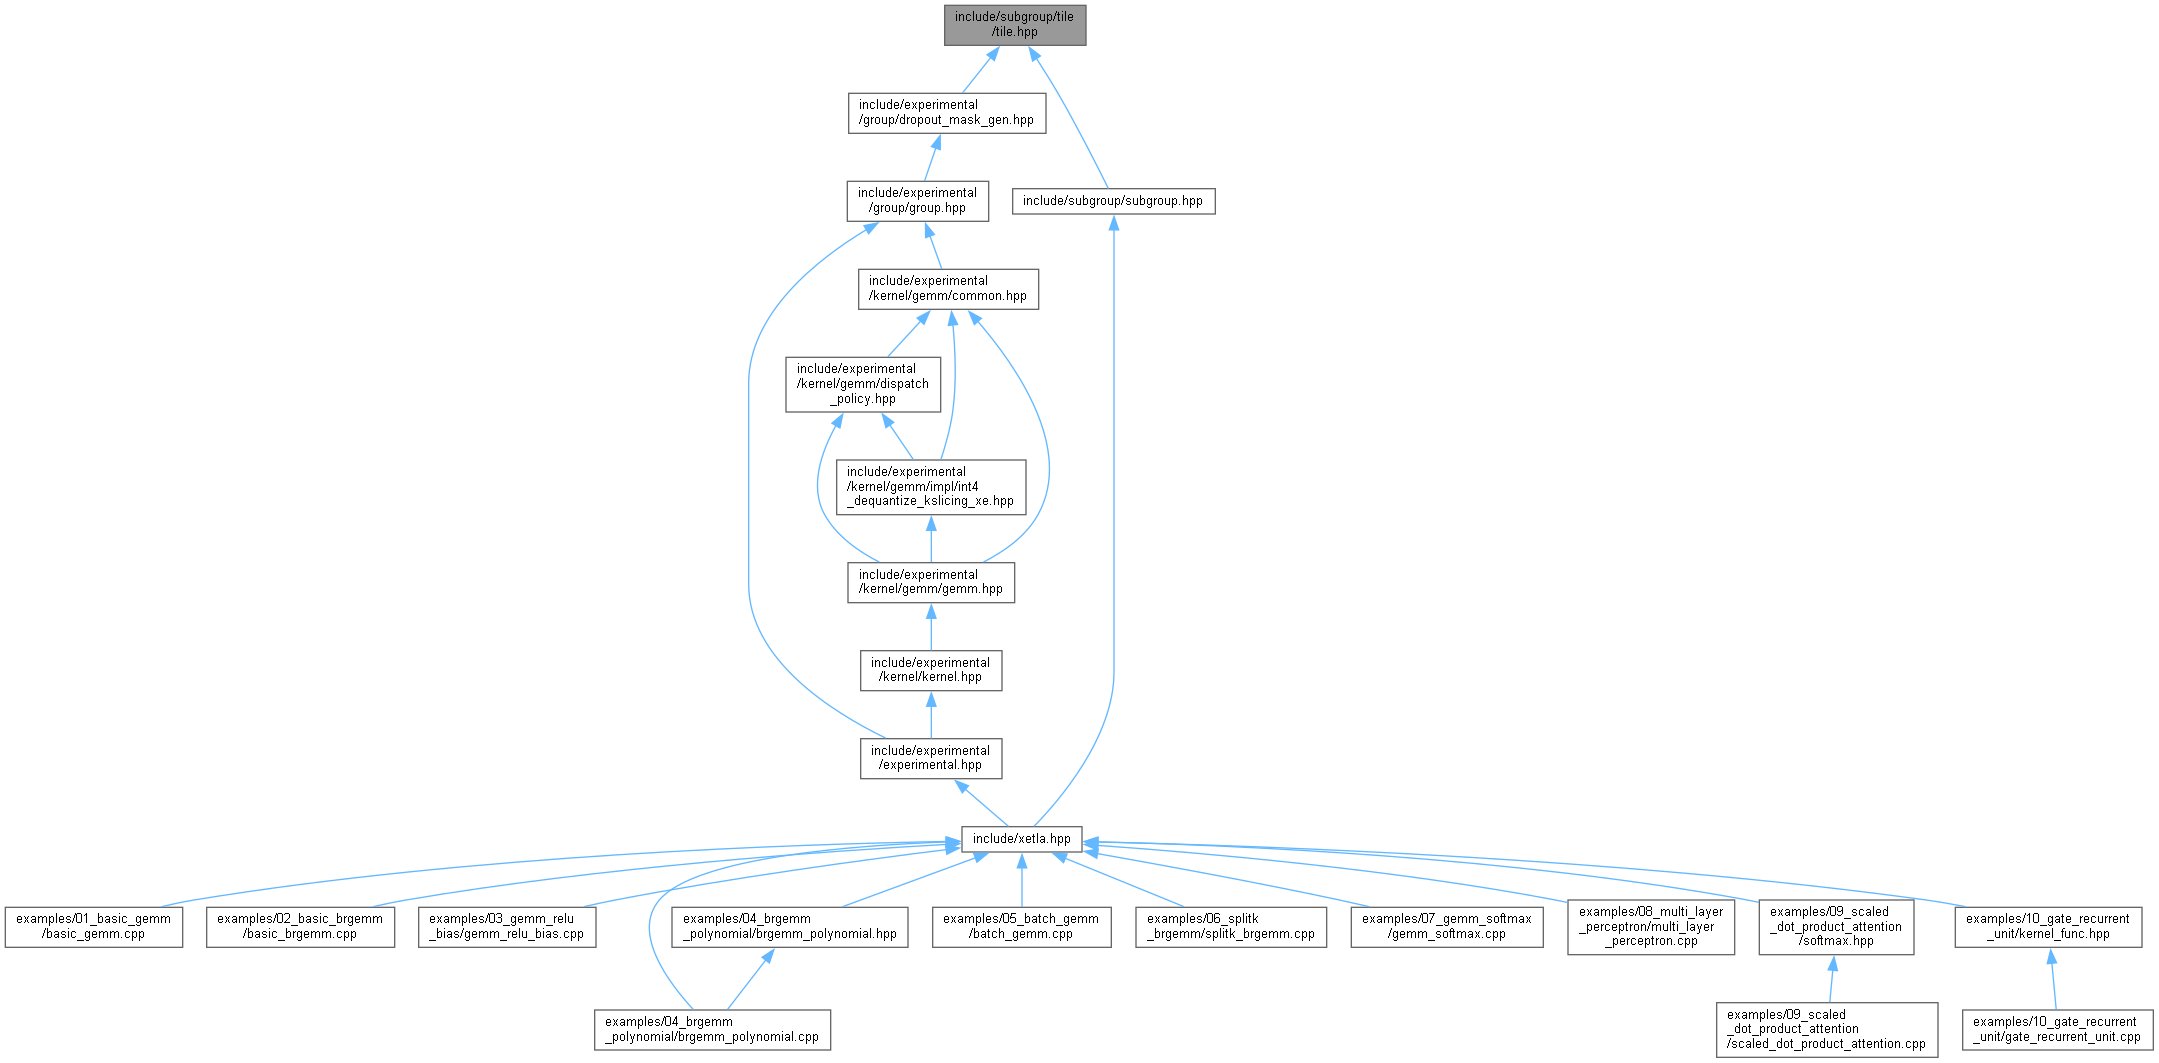 include/subgroup/tile
/tile.hpp
include/experimental
/group/dropout_mask_gen.hpp
include/experimental
/group/group.hpp
include/subgroup/subgroup.hpp
include/experimental
/kernel/gemm/common.hpp
include/experimental
/kernel/gemm/dispatch
_policy.hpp
include/experimental
/kernel/gemm/impl/int4
_dequantize_kslicing_xe.hpp
include/experimental
/kernel/gemm/gemm.hpp
include/experimental
/kernel/kernel.hpp
include/experimental
/experimental.hpp
include/xetla.hpp
examples/01_basic_gemm
/basic_gemm.cpp
examples/02_basic_brgemm
/basic_brgemm.cpp
examples/03_gemm_relu
_bias/gemm_relu_bias.cpp
examples/04_brgemm
_polynomial/brgemm_polynomial.hpp
examples/05_batch_gemm
/batch_gemm.cpp
examples/06_splitk
_brgemm/splitk_brgemm.cpp
examples/07_gemm_softmax
/gemm_softmax.cpp
examples/08_multi_layer
_perceptron/multi_layer
_perceptron.cpp
examples/09_scaled
_dot_product_attention
/softmax.hpp
examples/10_gate_recurrent
_unit/kernel_func.hpp
examples/04_brgemm
_polynomial/brgemm_polynomial.cpp
examples/09_scaled
_dot_product_attention
/scaled_dot_product_attention.cpp
examples/10_gate_recurrent
_unit/gate_recurrent_unit.cpp